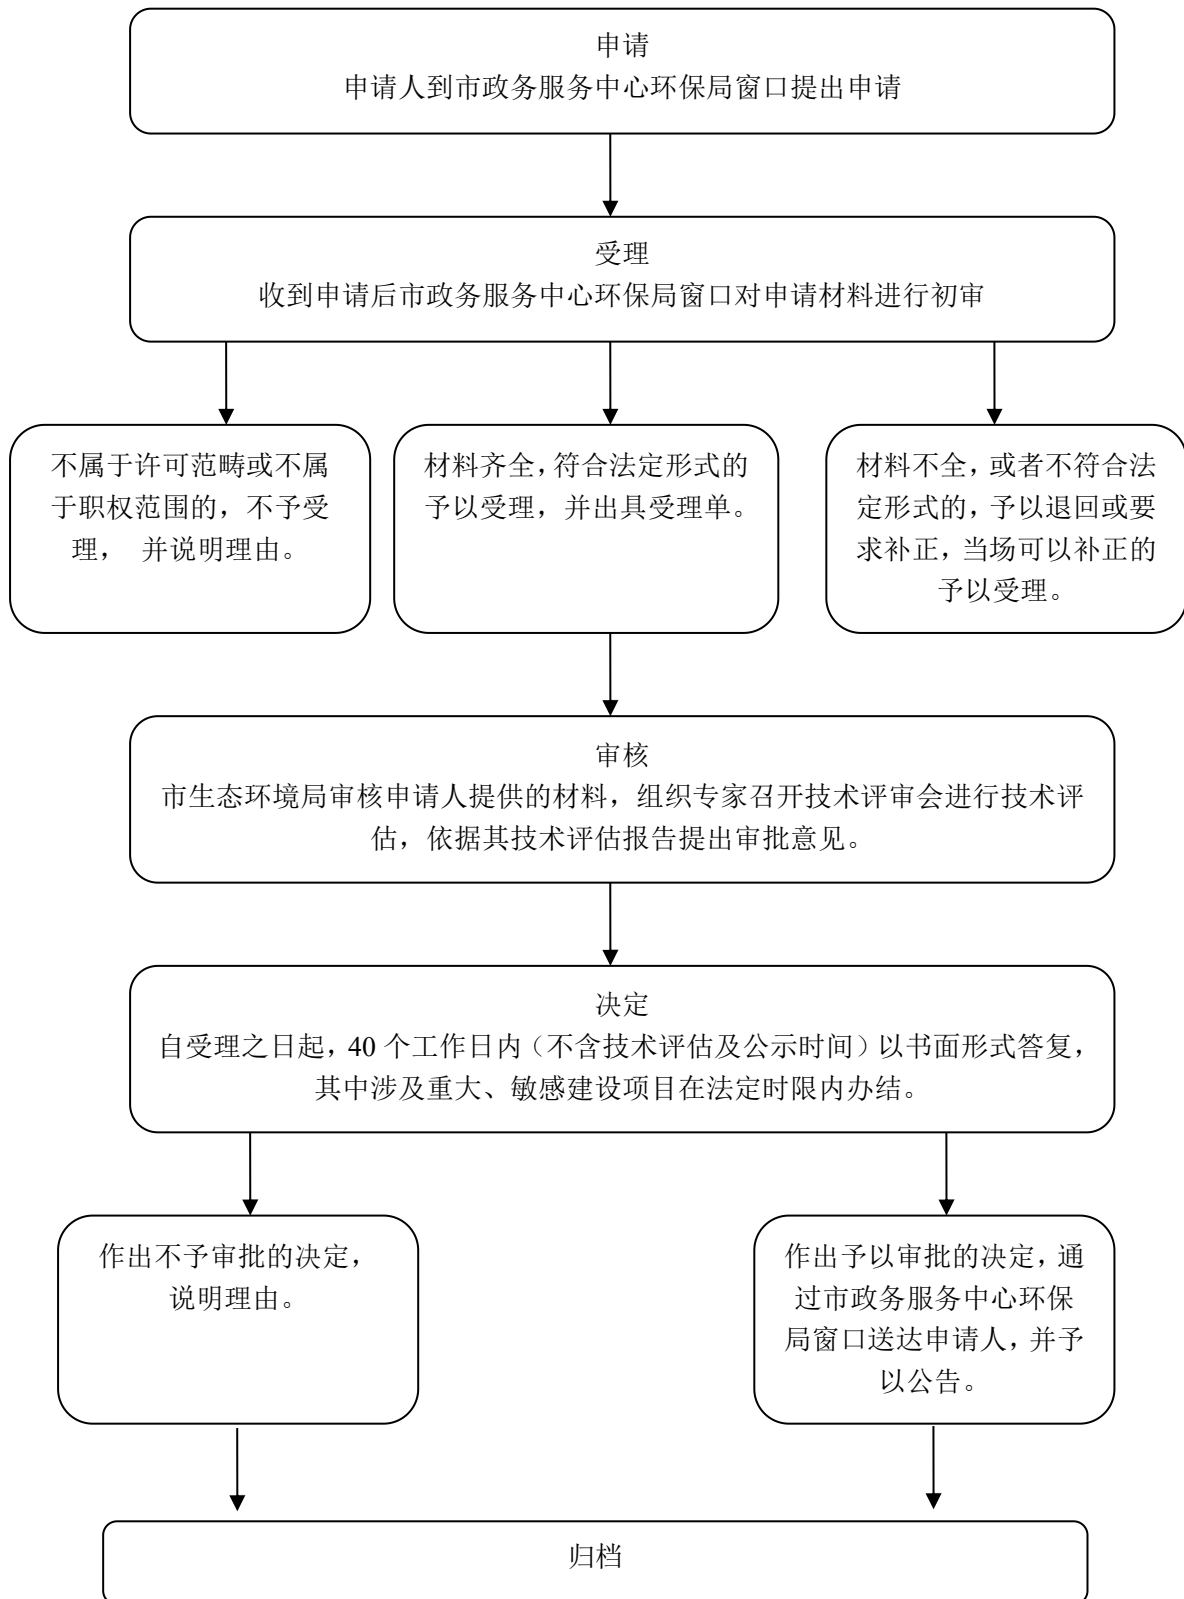 申请
申请人到市政务服务中心环保局窗口提出申请
受理
收到申请后市政务服务中心环保局窗口对申请材料进行初审
不属于许可范畴或不属
于职权范围的，不予受
理， 并说明理由。
材料齐全，符合法定形式的
予以受理，并出具受理单。
材料不全，或者不符合法
定形式的，予以退回或要
求补正，当场可以补正的
予以受理。
审核
市生态环境局审核申请人提供的材料，组织专家召开技术评审会进行技术评
估，依据其技术评估报告提出审批意见。
决定
自受理之日起，40 个工作日内（不含技术评估及公示时间）以书面形式答复，
其中涉及重大、敏感建设项目在法定时限内办结。
作出不予审批的决定，
说明理由。
作出予以审批的决定，通
过市政务服务中心环保
局窗口送达申请人，并予
以公告。
归档